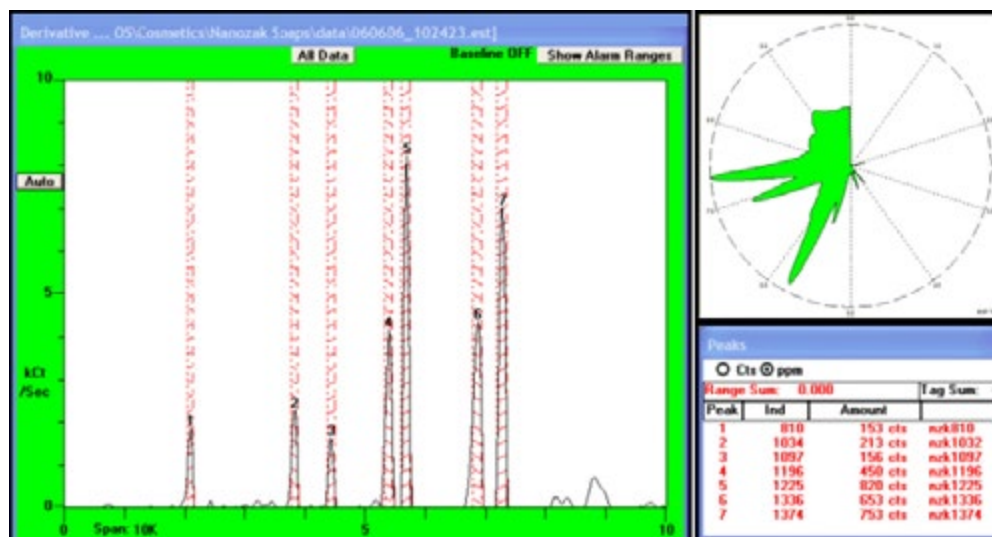 Derivative ... OS\Cosmetics\Nanozak Soaps\data\060606_102423.est]
All Data
Baseline OFF
Show Alarm Ranges
10
Auto
5
kCt
/Sec
0
1
2
3
4
5
6
7
0
Span: 10K
5
10
Peaks
Cts ppm
Range Sum: 0.000 Tag Sum:
Peak Ind Amount
1 810 153 cts nzk810
2 1034 213 cts nzk1032
3 1097 156 cts nzk1097
4 1196 450 cts nzk1196
5 1225 820 cts nzk1225
6 1336 653 cts nzk1336
7 1374 753 cts nzk1374